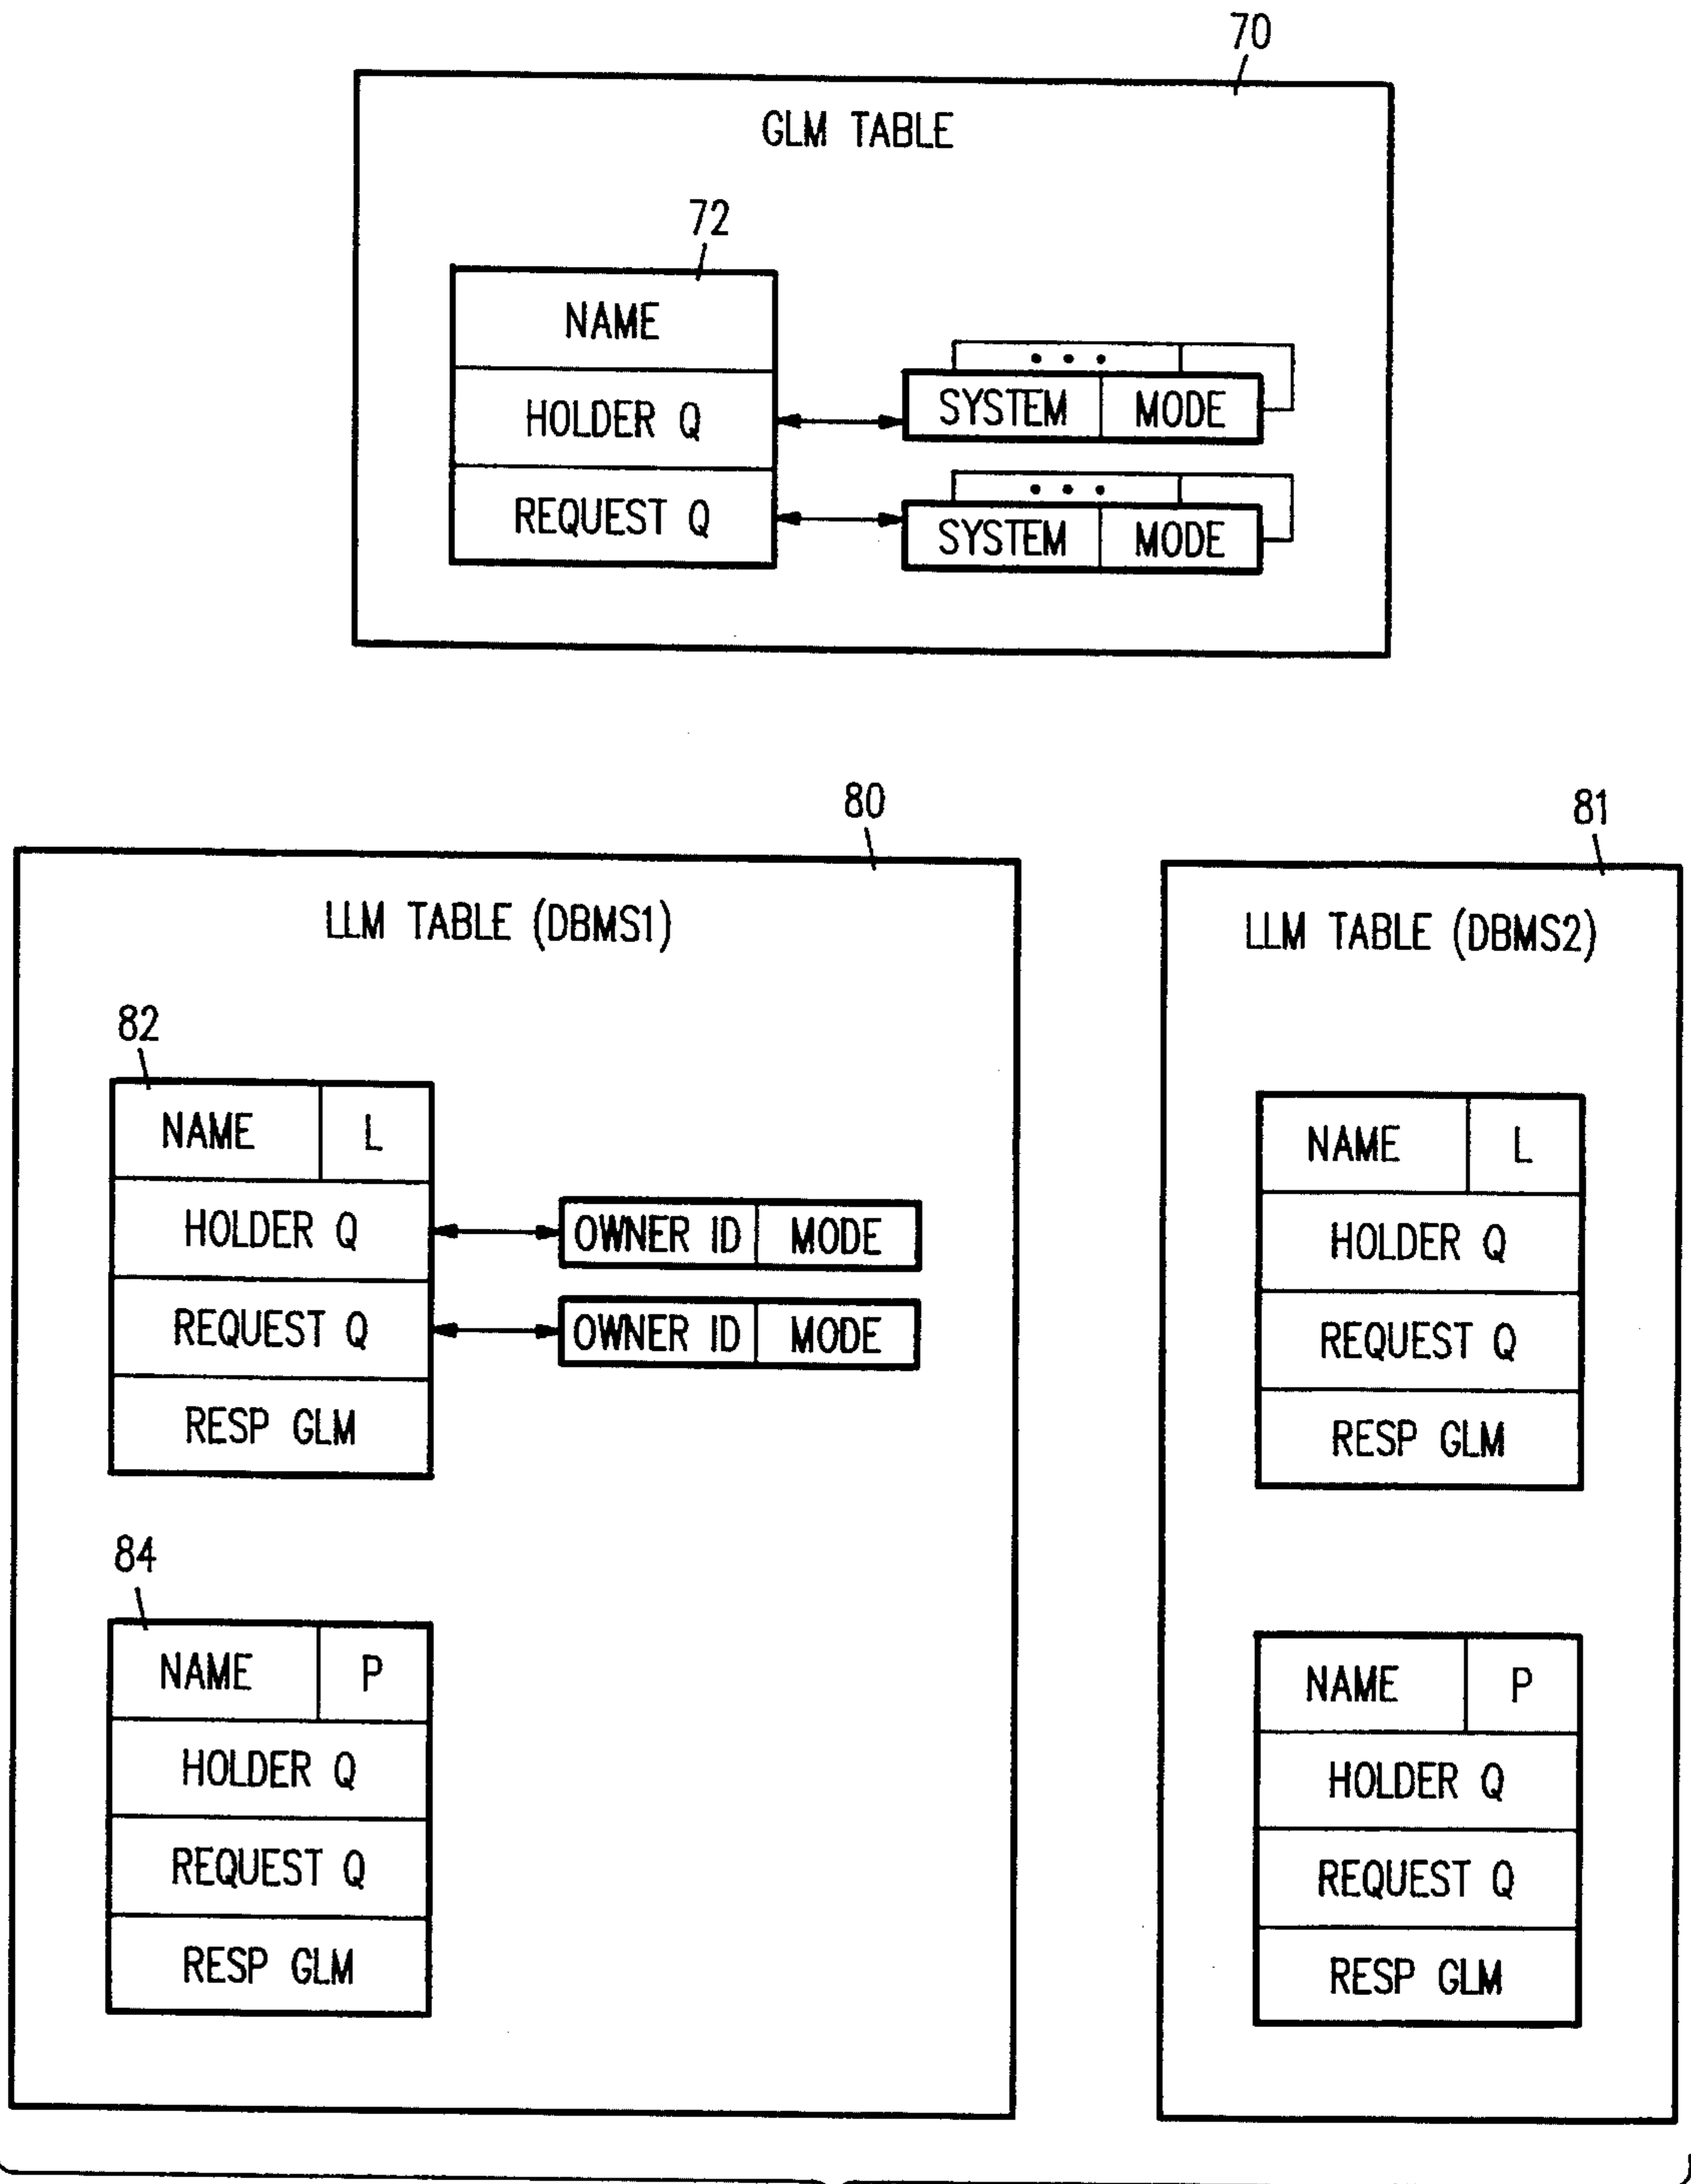 70
GLM TABLE
72
NAME
HOLDER Q
REQUEST Q
• • •
SYSTEM MODE
• • •
SYSTEM MODE
80
LLM TABLE (DBMS1)
82
NAME L
HOLDER Q
REQUEST Q
RESP GLM
OWNER ID MODE
OWNER ID MODE
84
NAME P
HOLDER Q
REQUEST Q
RESP GLM
81
LLM TABLE (DBMS2)
NAME L
HOLDER Q
REQUEST Q
RESP GLM
NAME P
HOLDER Q
REQUEST Q
RESP GLM